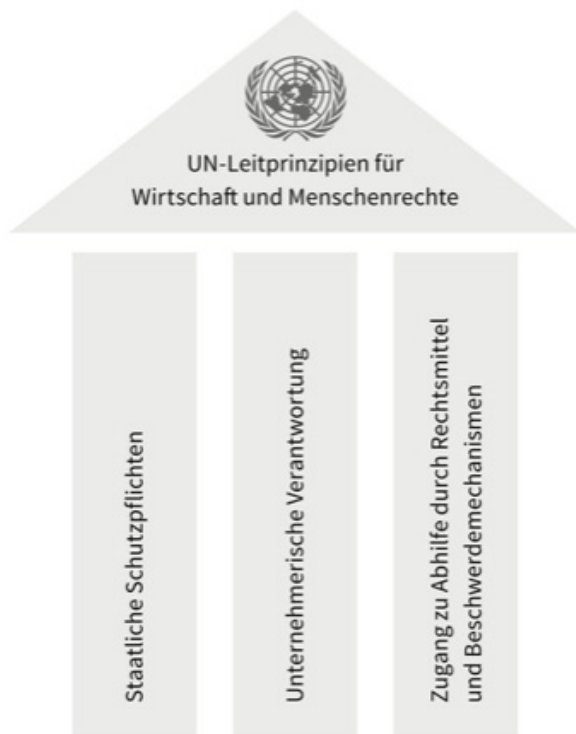 UN-Leitprinzipien für
Wirtschaft und Menschenrechte
Staatliche Schutzpflichten
Unternehmerische Verantwortung
Zugang zu Abhilfe durch Rechtsmittel
und Beschwerdemechanismen